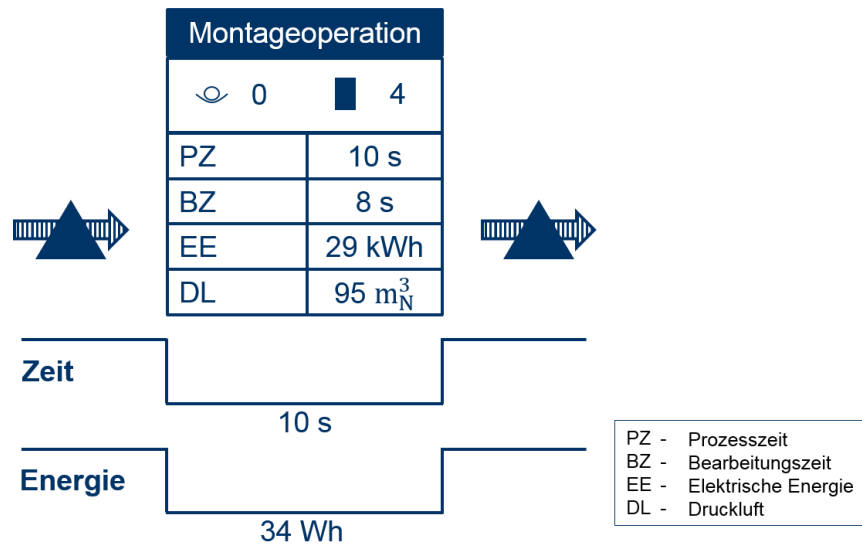 Montageoperation
0 4
PZ 10 s
BZ 8 s
EE 29 kWh
DL 95 m³_N
Zeit
10 s
Energie
34 Wh
PZ - Prozesszeit
BZ - Bearbeitungszeit
EE - Elektrische Energie
DL - Druckluft